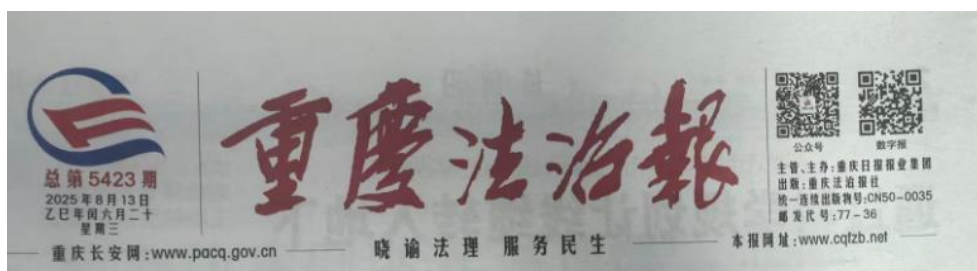 总第5423期
2025年8月13日
乙巳年闰六月二十
星期三
重慶法治報
公众号 数字报
主管、主办:重庆日报报业集团
出版:重庆法治报社
统一连续出版物号:CN50-0035
邮发代号:77-36
重庆长安网:www.pacq.gov.cn
晓谕法理 服务民生
本报网址:www.cqfzb.net